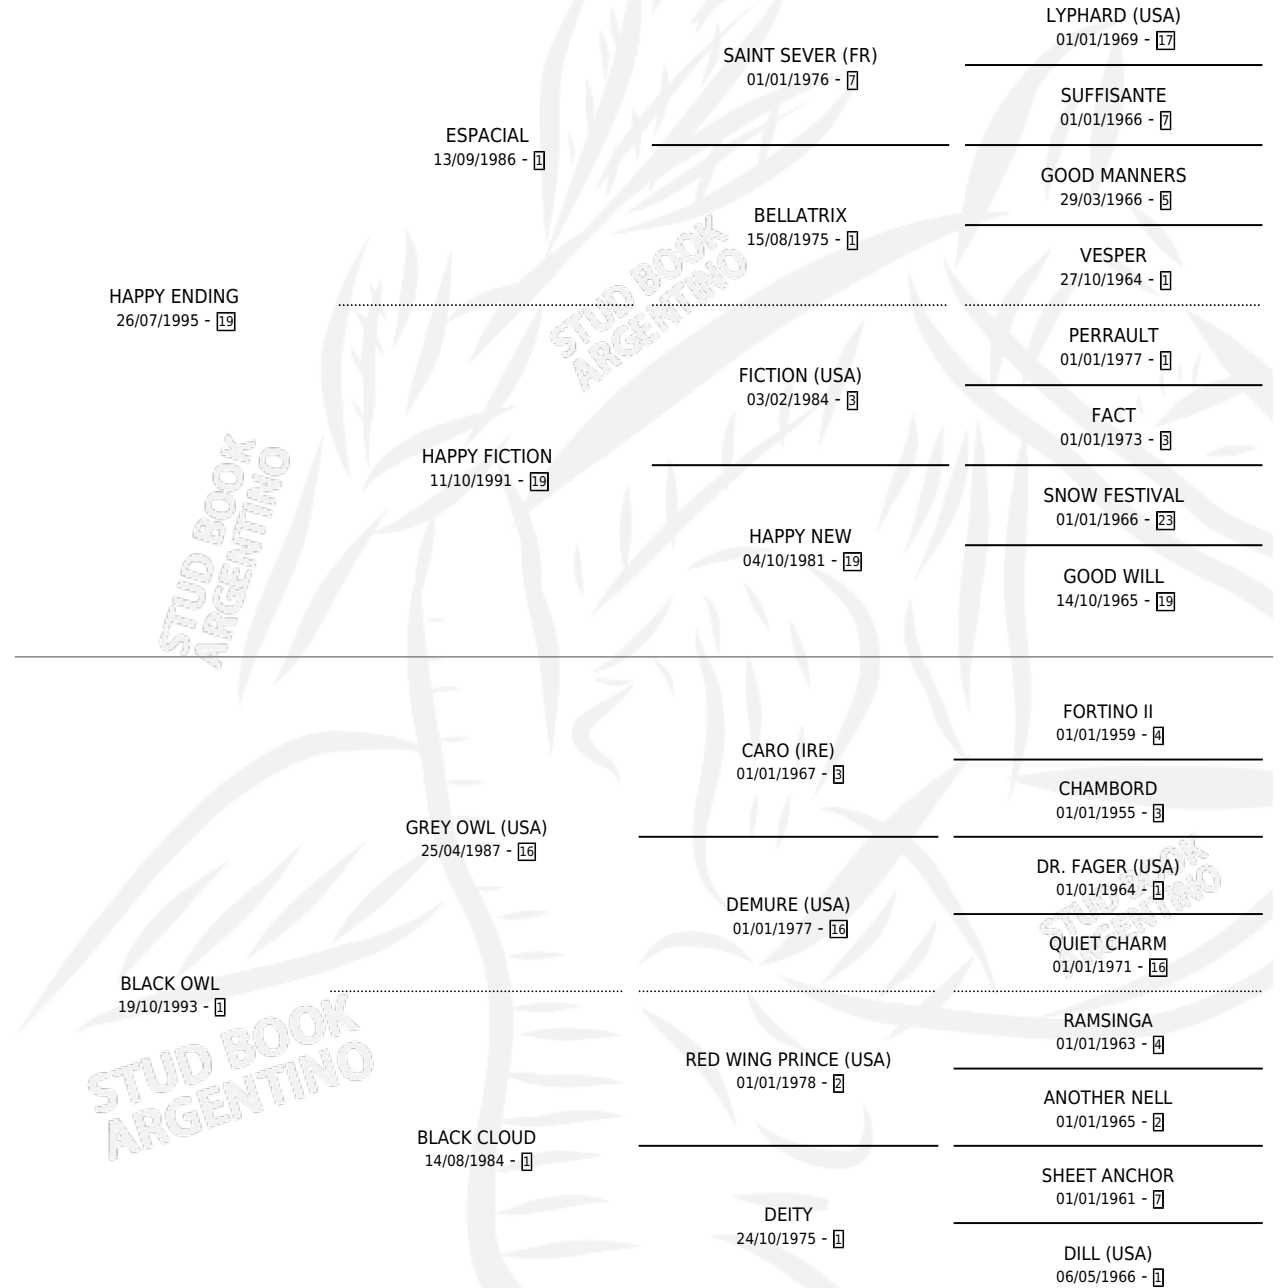 LYPHARD (USA)
01/01/1969 - 17
SAINT SEVER (FR)
01/01/1976 - 7
SUFFISANTE
01/01/1966 - 7
ESPACIAL
13/09/1986 - 1
GOOD MANNERS
29/03/1966 - 5
BELLATRIX
15/08/1975 - 1
VESPER
27/10/1964 - 1
HAPPY ENDING
26/07/1995 - 19
STUD BOOK
ARGENTINO
PERRAULT
01/01/1977 - 1
FICTION (USA)
03/02/1984 - 3
FACT
01/01/1973 - 3
HAPPY FICTION
11/10/1991 - 19
SNOW FESTIVAL
01/01/1966 - 23
HAPPY NEW
04/10/1981 - 19
GOOD WILL
14/10/1965 - 19
STUD BOOK
ARGENTINO
FORTINO II
01/01/1959 - 4
CARO (IRE)
01/01/1967 - 3
CHAMBORD
01/01/1955 - 3
GREY OWL (USA)
25/04/1987 - 16
DR. FAGER (USA)
01/01/1964 - 1
DEMURE (USA)
01/01/1977 - 16
STUD BOOK
ARGENTINO
QUIET CHARM
01/01/1971 - 16
BLACK OWL
19/10/1993 - 1
STUD BOOK
ARGENTINO
RAMSINGA
01/01/1963 - 4
RED WING PRINCE (USA)
01/01/1978 - 2
ANOTHER NELL
01/01/1965 - 2
BLACK CLOUD
14/08/1984 - 1
SHEET ANCHOR
01/01/1961 - 7
DEITY
24/10/1975 - 1
DILL (USA)
06/05/1966 - 1